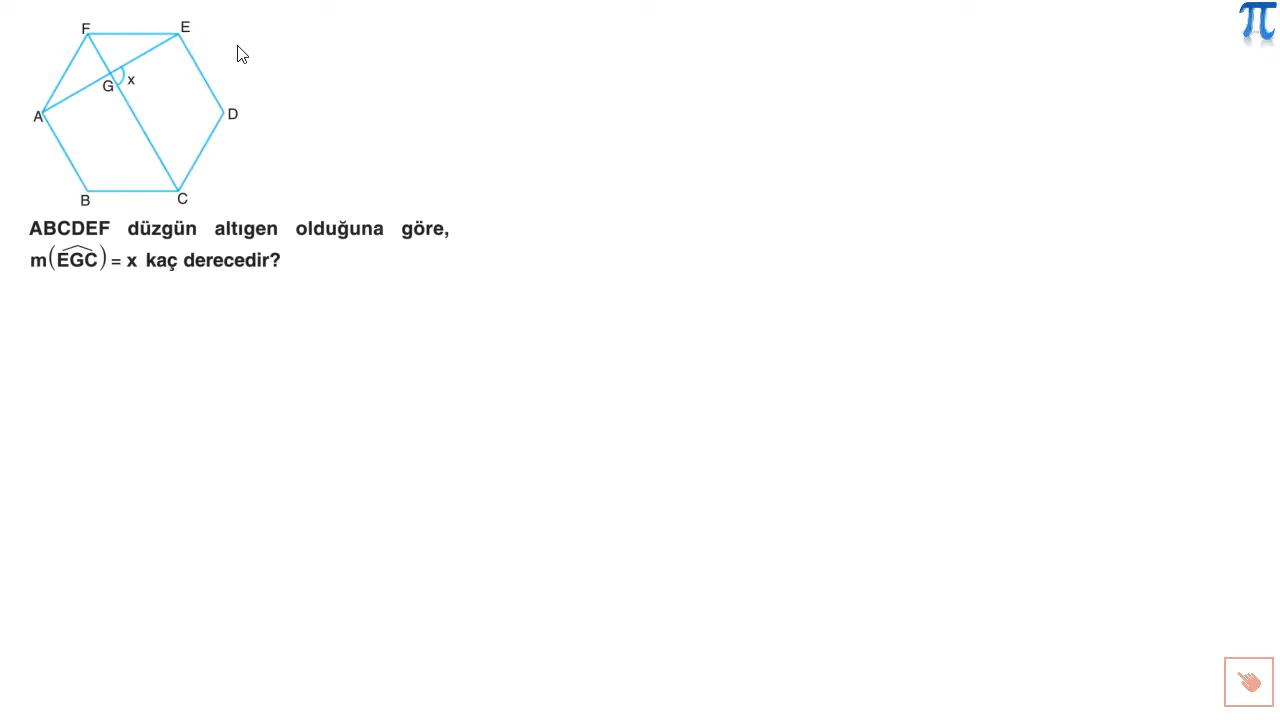 F
E
G
x
A
D
B
C
ABCDEF düzgün altıgen olduğuna göre,
m(EGC) = x kaç derecedir?
π